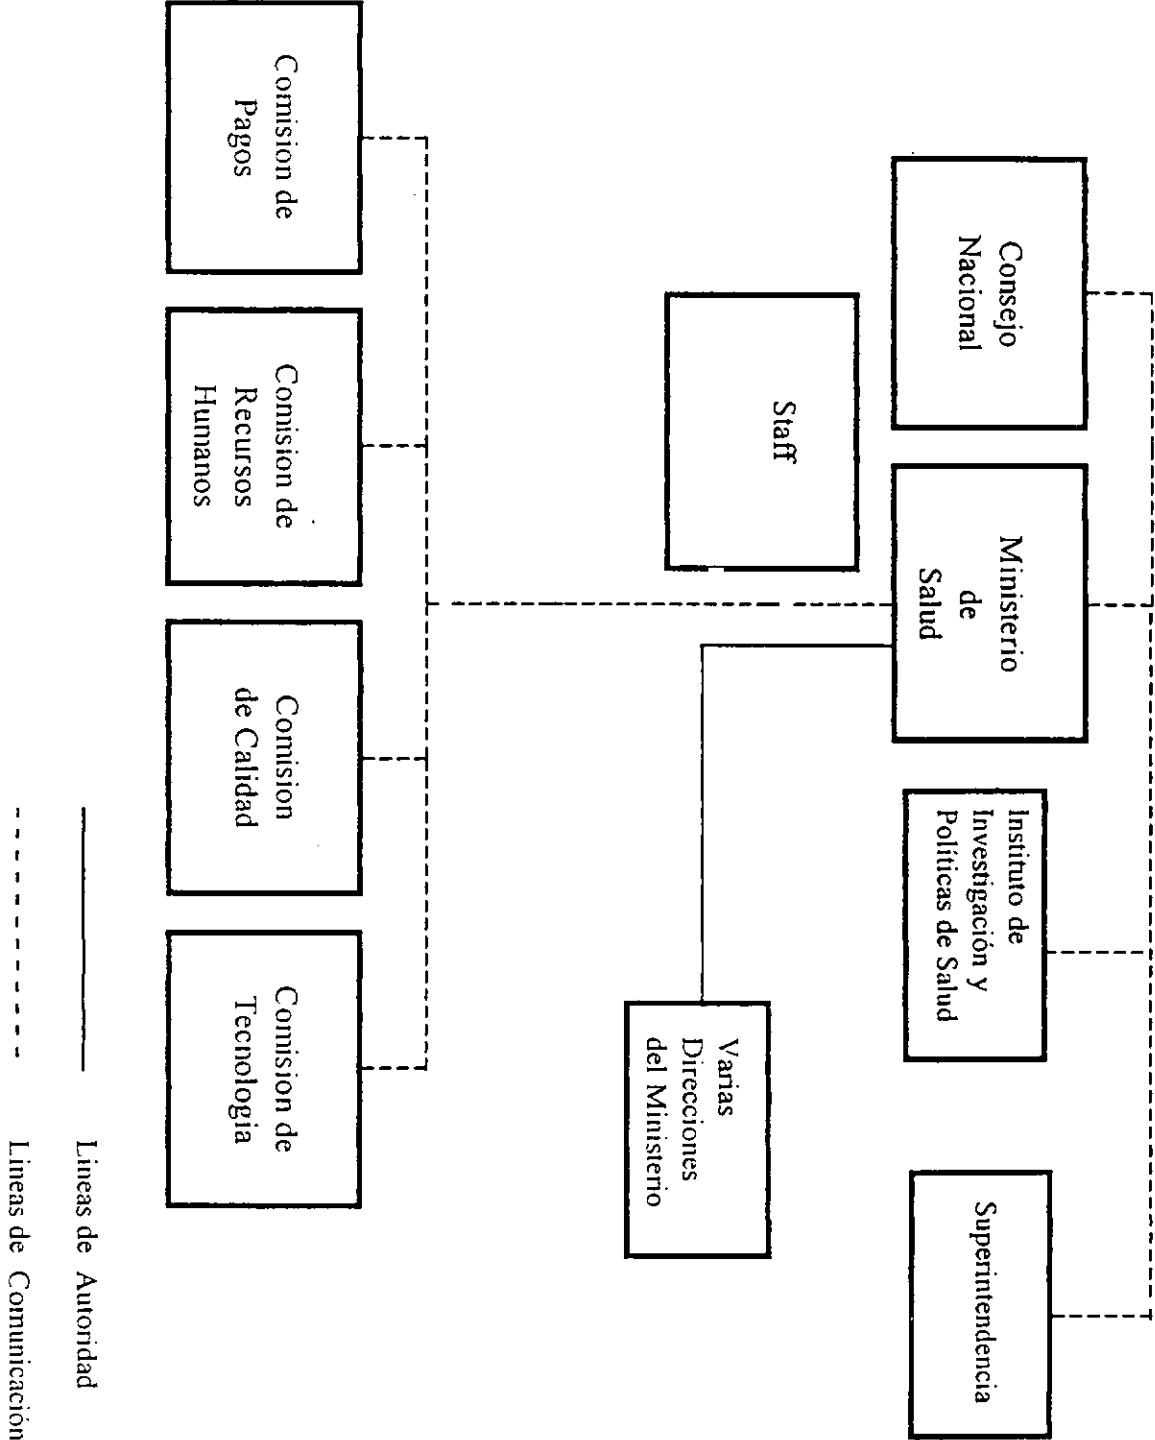 Consejo
Nacional
Ministerio
de
Salud
Instituto de
Investigación y
Políticas de Salud
Superintendencia
Staff
Varias
Direcciones
del Ministerio
Comision de
Pagos
Comision de
Recursos
Humanos
Comision
de Calidad
Comision de
Tecnologia
Lineas de Autoridad
Lineas de Comunicación